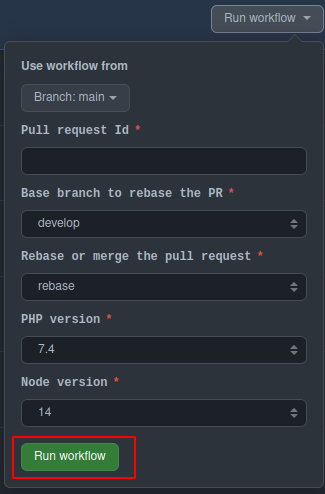 Run workflow
Use workflow from
Branch: main
Pull request Id *
Base branch to rebase the PR *
develop
Rebase or merge the pull request *
rebase
PHP version *
7.4
Node version *
14
Run workflow